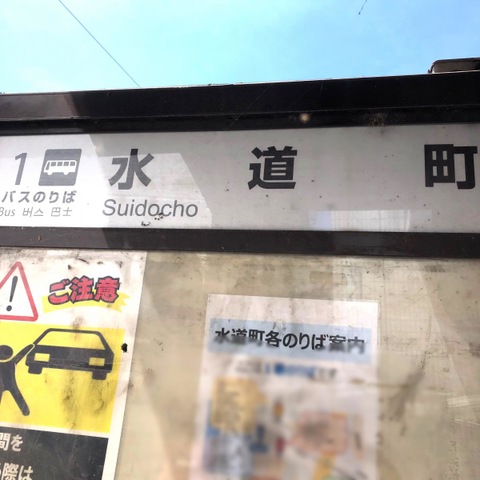 1 水道町
バスのりば
Bus 버스 巴士 Suidocho
ご注意
水道町各のりば案内
間を
際は